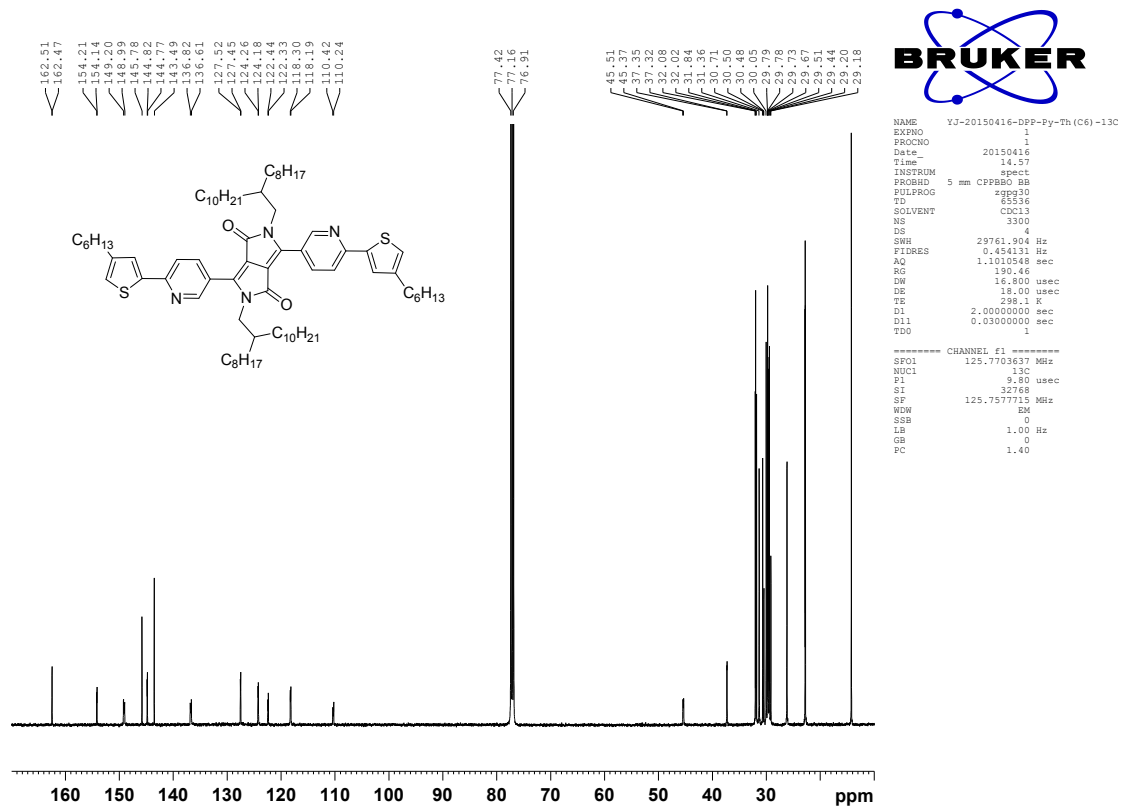 162.51
162.47
154.21
154.14
149.20
148.99
145.78
144.82
144.77
143.49
136.82
136.61
127.52
127.45
124.26
124.18
122.44
122.33
118.30
118.19
110.42
110.24
77.42
77.16
76.91
45.51
45.37
37.35
37.32
32.08
32.02
31.84
31.36
30.71
30.50
30.48
30.05
29.79
29.78
29.73
29.67
29.51
29.44
29.20
29.18
BRUKER
NAME YJ-20150416-DPP-Py-Th(C6)-13C
EXPNO 1
PROCNO 1
Date_ 20150416
Time 14.57
INSTRUM spect
PROBHD 5 mm CPPBBO BB
PULPROG zgpg30
TD 65536
SOLVENT CDCl3
NS 3300
DS 4
SWH 29761.904 Hz
FIDRES 0.454131 Hz
AQ 1.1010548 sec
RG 190.46
DW 16.800 usec
DE 18.00 usec
TE 298.1 K
D1 2.00000000 sec
D11 0.03000000 sec
TD0 1
======== CHANNEL f1 ========
SFO1 125.7703637 MHz
NUC1 13C
P1 9.80 usec
SI 32768
SF 125.7577715 MHz
WDW EM
SSB 0
LB 1.00 Hz
GB 0
PC 1.40
C8H17
C10H21
O N N S
C6H13
C6H13
S N N O
C10H21
C8H17
160 150 140 130 120 110 100 90 80 70 60 50 40 30 ppm